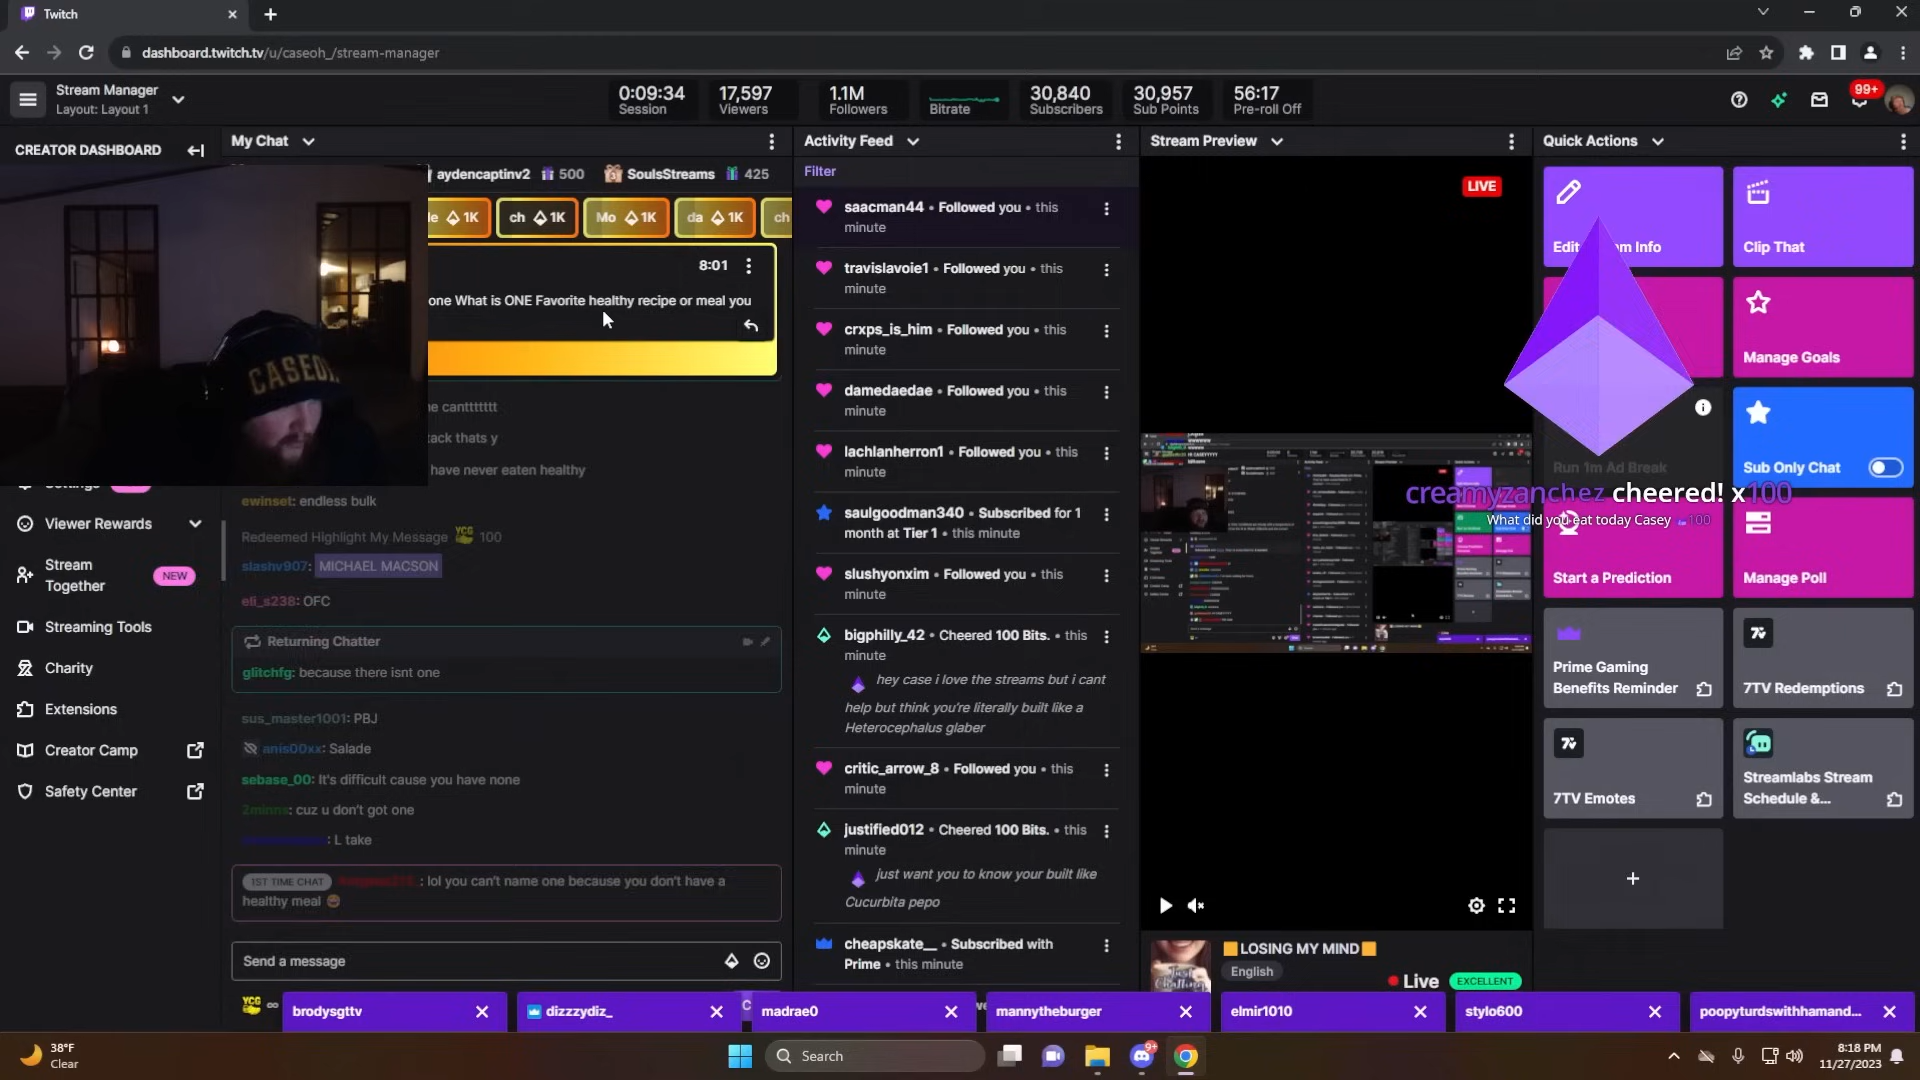 Twitch
dashboard.twitch.tv/u/caseoh_/stream-manager
Stream Manager
Layout: Layout 1
0:09:34
Session
17,597
Viewers
1.1M
Followers
Bitrate
30,840
Subscribers
30,957
Sub Points
56:17
Pre-roll Off
99+
CREATOR DASHBOARD
Viewer Rewards
Stream
Together
NEW
Streaming Tools
Charity
Extensions
Creator Camp
Safety Center
My Chat
aydencaptinv2 500 SoulsStreams 425
le 1K ch 1K Mo 1K da 1K ch
8:01
one What is ONE Favorite healthy recipe or meal you
CASEOH
e canttttttt
tack thats y
have never eaten healthy
ewinset: endless bulk
Redeemed Highlight My Message 100
slashv907: MICHAEL MACSON
eli_s238: OFC
Returning Chatter
glitchfg: because there isnt one
sus_master1001: PBJ
anis00xx: Salade
sebase_00: It's difficult cause you have none
2minnx: cuz u don't got one
: L take
1ST TIME CHAT : lol you can't name one because you don't have a
healthy meal
Send a message
YCG
Activity Feed
Filter
saacman44 • Followed you • this
minute
travislavoie1 • Followed you • this
minute
crxps_is_him • Followed you • this
minute
damedaedae • Followed you • this
minute
lachlanherron1 • Followed you • this
minute
saulgoodman340 • Subscribed for 1
month at Tier 1 • this minute
slushyonxim • Followed you • this
minute
bigphilly_42 • Cheered 100 Bits. • this
minute
hey case i love the streams but i cant
help but think you're literally built like a
Heterocephalus glaber
critic_arrow_8 • Followed you • this
minute
justified012 • Cheered 100 Bits. • this
minute
just want you to know your built like
Cucurbita pepo
cheapskate__ • Subscribed with
Prime • this minute
Stream Preview
LIVE
LOSING MY MIND
English
Live EXCELLENT
Quick Actions
Clip That
Manage Goals
Run 1m Ad Break
Sub Only Chat
creamyzanchez cheered! x100
What did you eat today Casey 100
Start a Prediction
Manage Poll
Prime Gaming
Benefits Reminder
7TV Redemptions
7TV Emotes
Streamlabs Stream
Schedule &...
brodysgttv
dizzzydiz_
madrae0
mannytheburger
elmir1010
stylo600
poopyturdswithhamand...
38°F
Clear
Search
9+
8:18 PM
11/27/2023